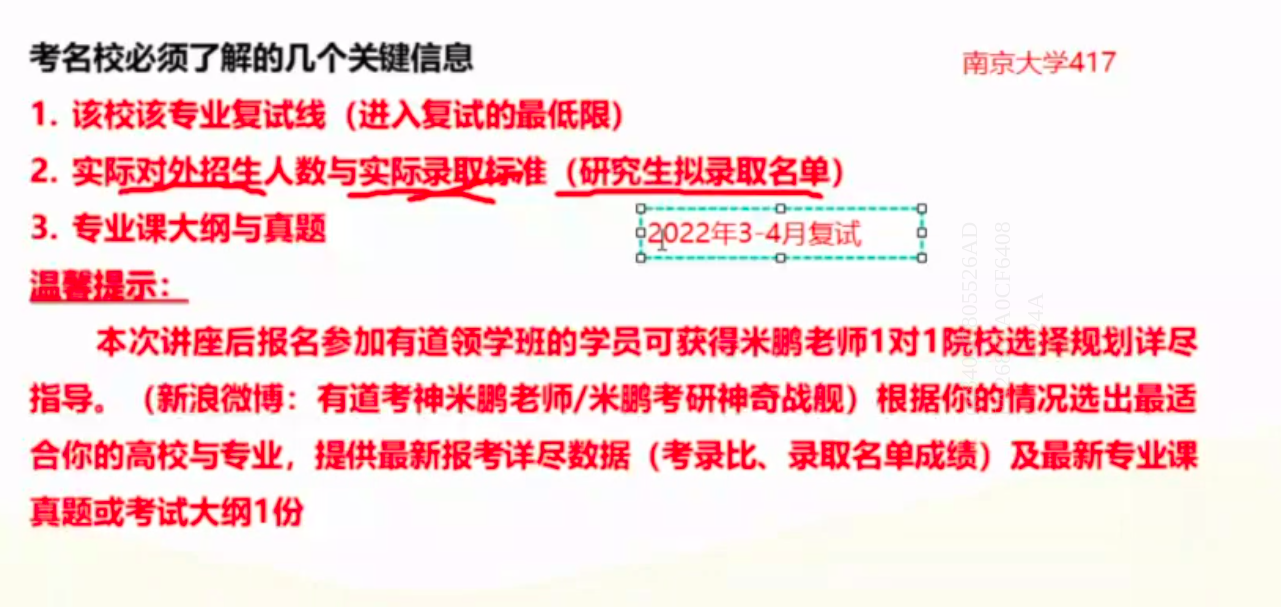 考名校必须了解的几个关键信息
南京大学417
1. 该校该专业复试线（进入复试的最低限）
2. 实际对外招生人数与实际录取标准（研究生拟录取名单）
3. 专业课大纲与真题
2022年3-4月复试
温馨提示：
本次讲座后报名参加有道领学班的学员可获得米鹏老师1对1院校选择规划详尽
指导。（新浪微博：有道考神米鹏老师/米鹏考研神奇战舰）根据你的情况选出最适
合你的高校与专业，提供最新报考详尽数据（考录比、录取名单成绩）及最新专业课
真题或考试大纲1份